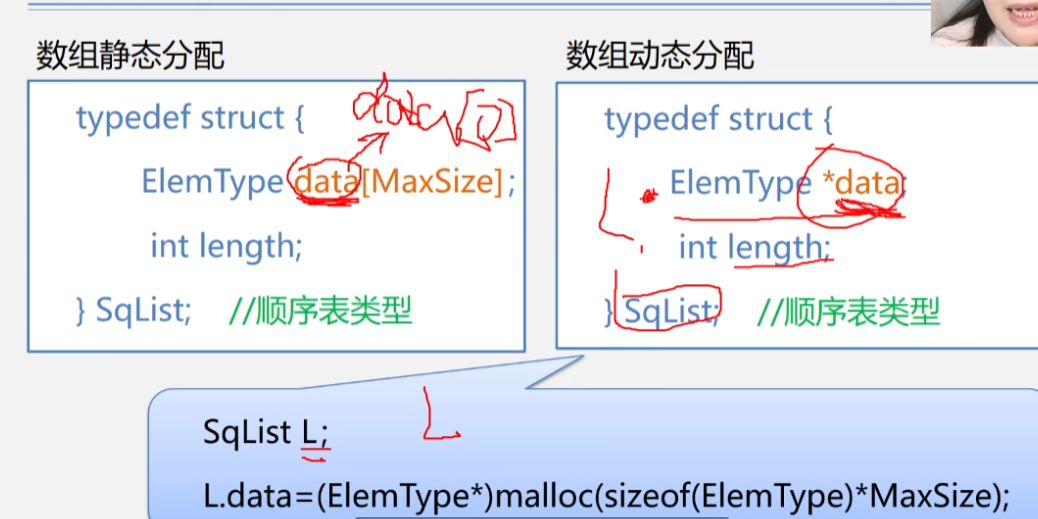 数组静态分配
typedef struct {
data[0]
ElemType data[MaxSize];
int length;
} SqList; //顺序表类型
数组动态分配
typedef struct {
L.
ElemType *data;
int length;
} SqList; //顺序表类型
SqList L;
L
L.data=(ElemType*)malloc(sizeof(ElemType)*MaxSize);